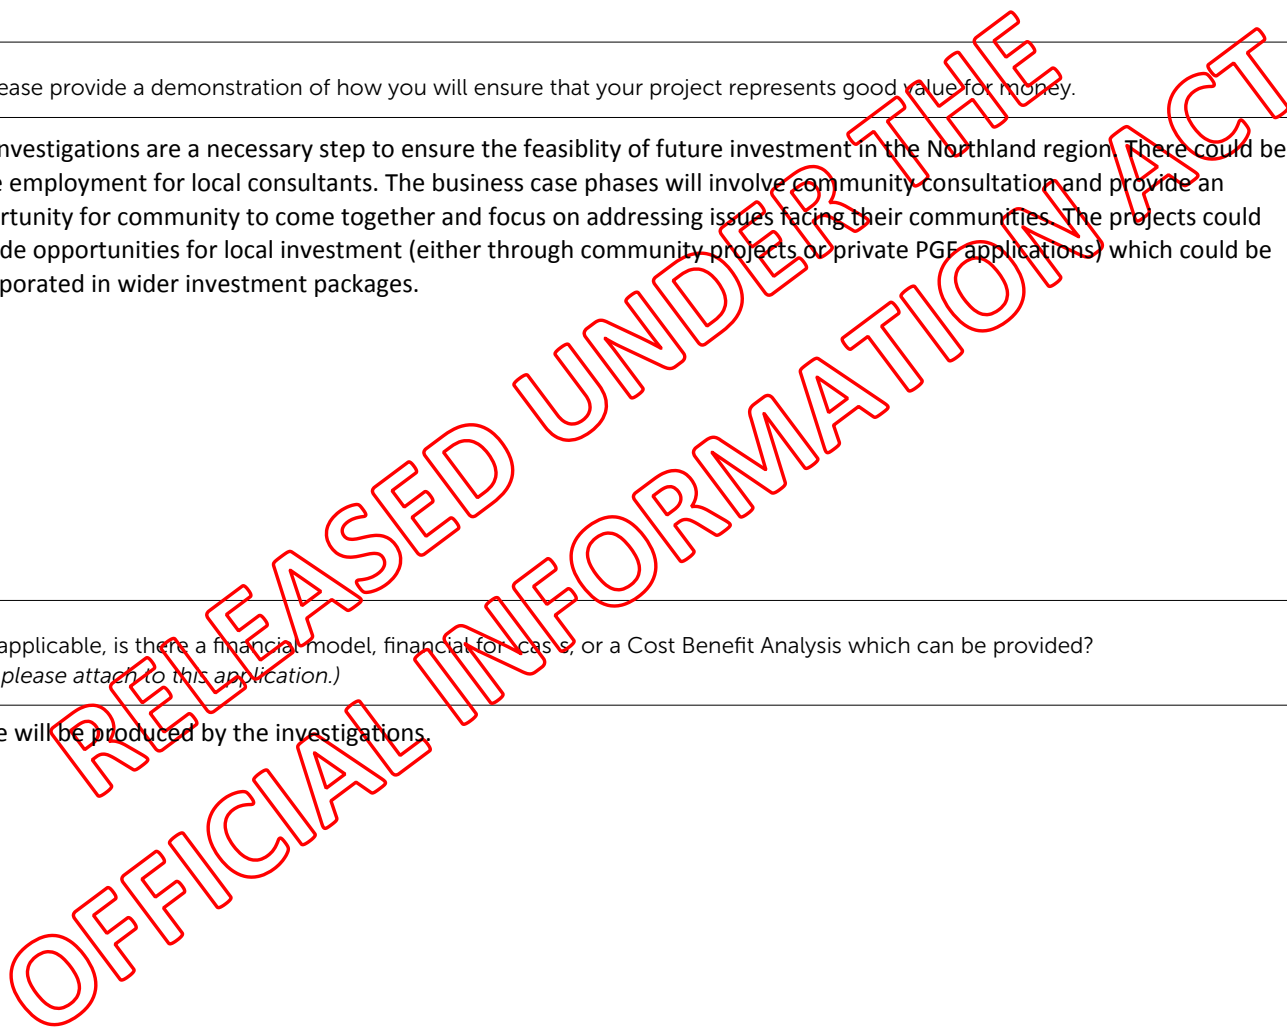 ease provide a demonstration of how you will ensure that your project represents good value for money.
nvestigations are a necessary step to ensure the feasiblity of future investment in the Northland region. There could be
e employment for local consultants. The business case phases will involve community consultation and provide an
rtunity for community to come together and focus on addressing issues facing their communities. The projects could
de opportunities for local investment (either through community projects or private PGF applications) which could be
porated in wider investment packages.
applicable, is there a financial model, financial for cas s, or a Cost Benefit Analysis which can be provided?
please attach to this application.)
e will be produced by the investigations.
RELEASED UNDER THE
OFFICIAL INFORMATION ACT